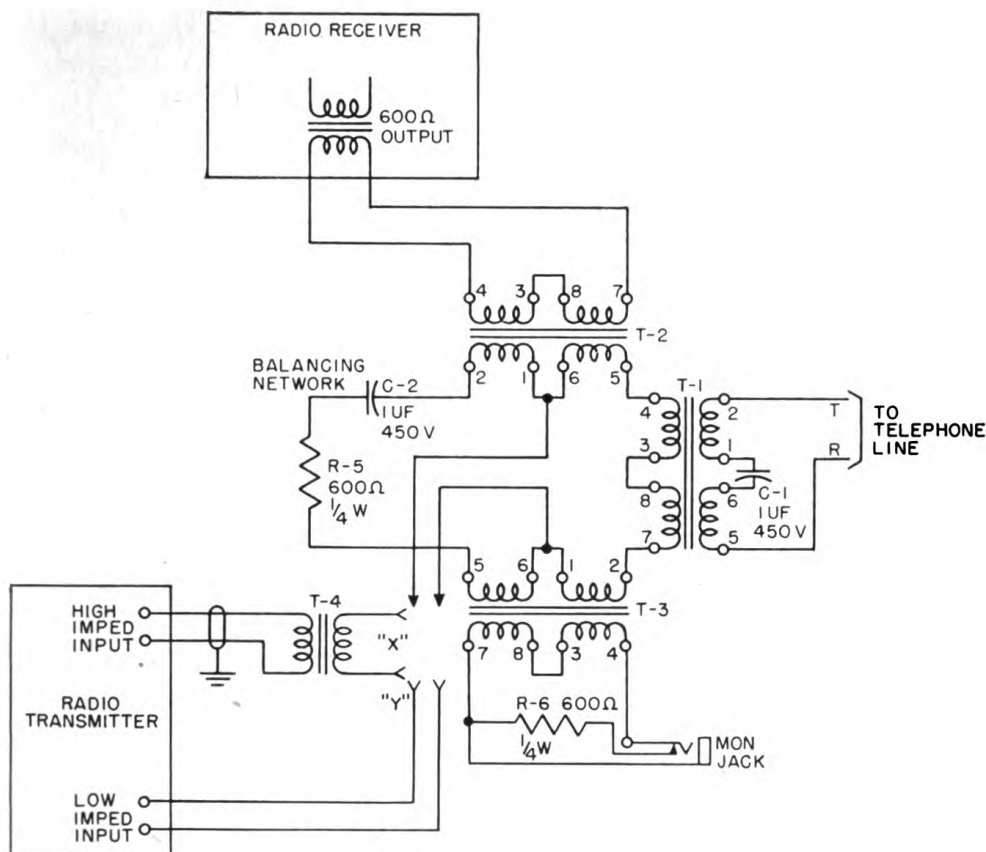 RADIO RECEIVER
600Ω
OUTPUT
4 3 8 7
T-2
2 1 6 5
BALANCING
NETWORK
C-2
1UF
450V
R-5
600Ω
1/4 W
T-1
4 2
3 1
8 6
7 5
T
R
TO
TELEPHONE
LINE
C-1
1UF
450V
5 6 1 2
T-3
7 8 3 4
HIGH
IMPED
INPUT
T-4
"X"
"Y"
RADIO
TRANSMITTER
R-6 600Ω
1/4W
MON
JACK
LOW
IMPED
INPUT